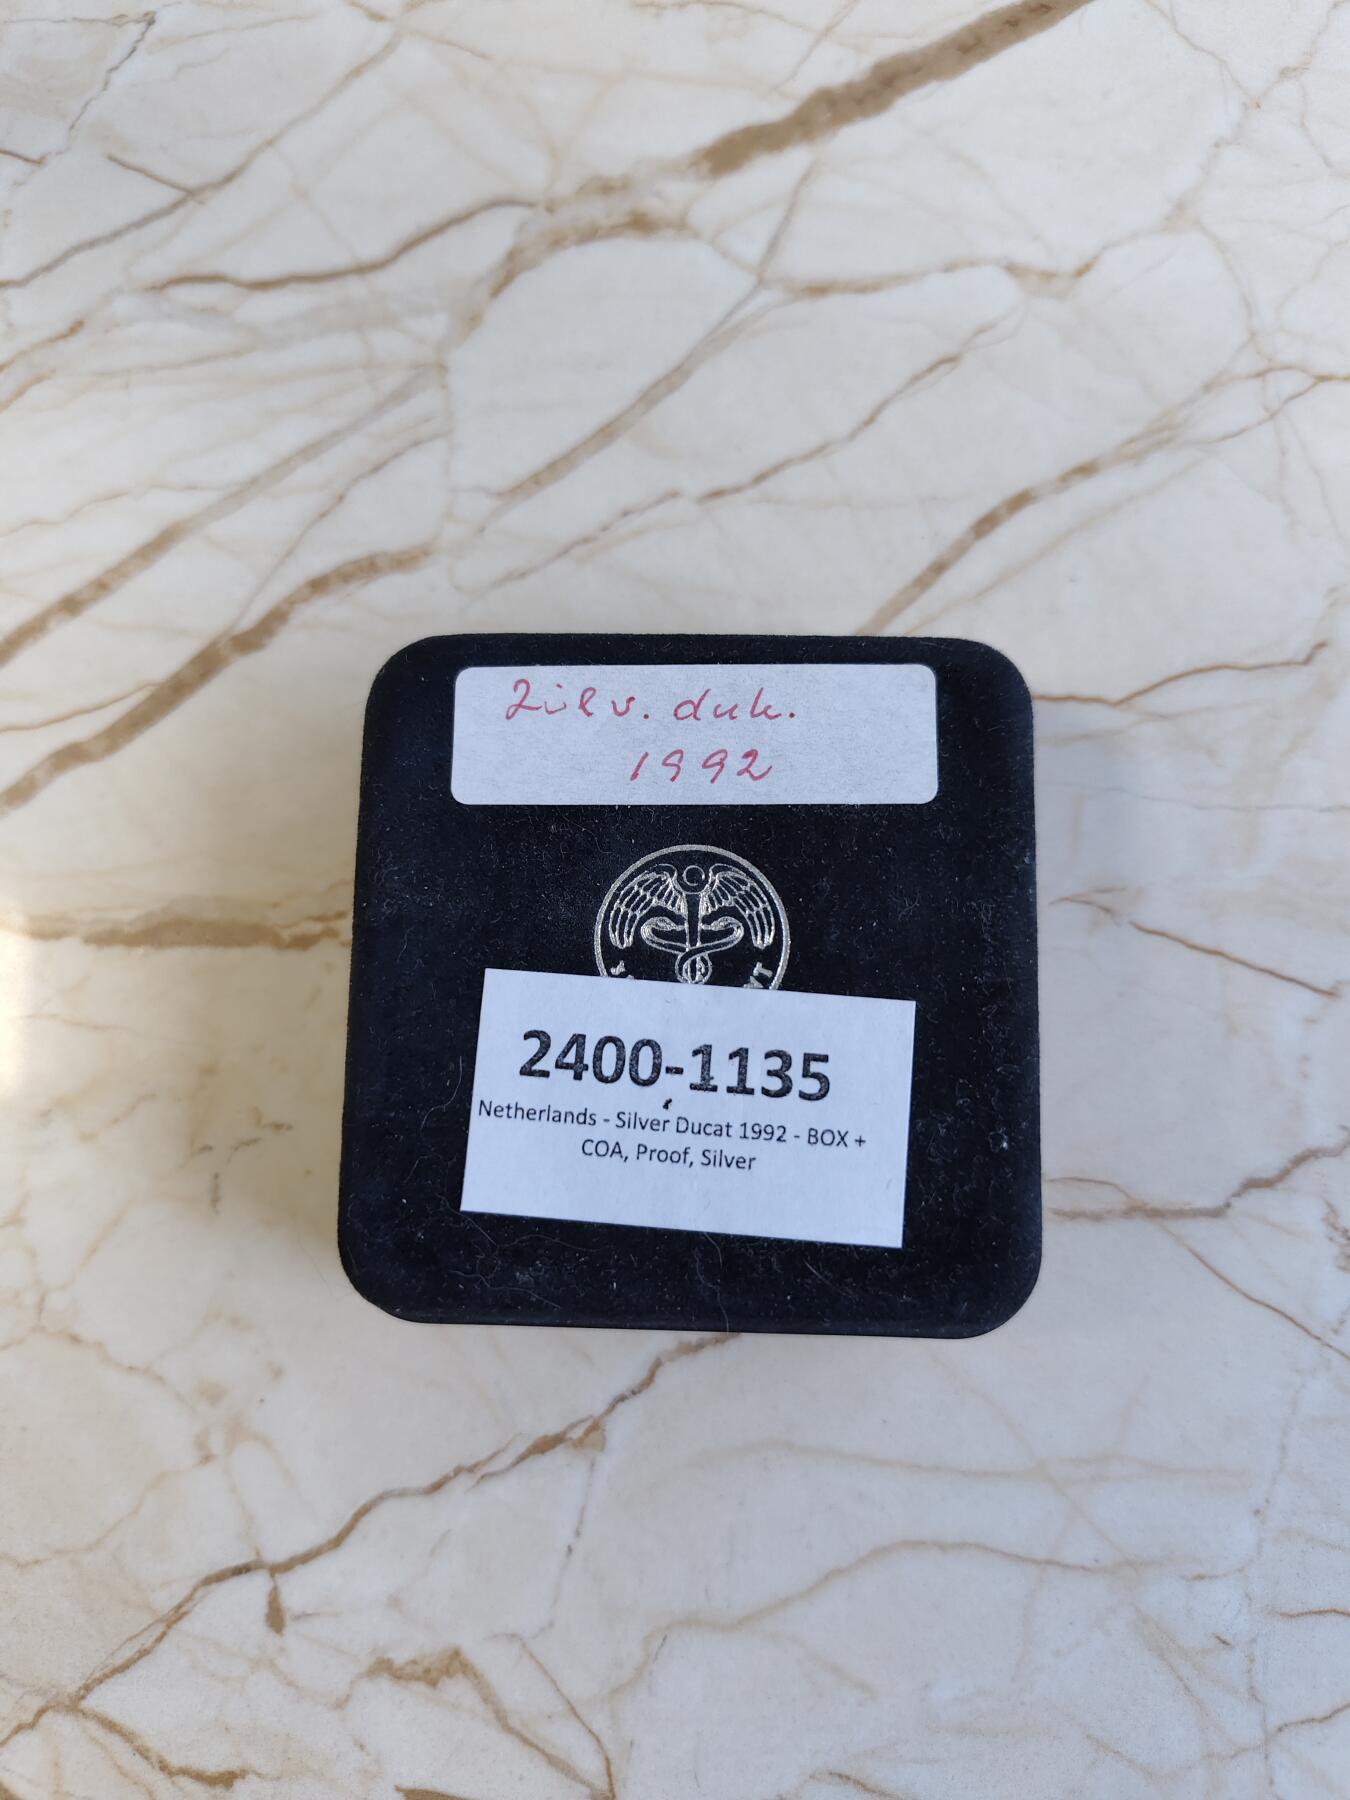 Zilv. duk.
1992
2400-1135
Netherlands - Silver Ducat 1992 - BOX +
COA, Proof, Silver